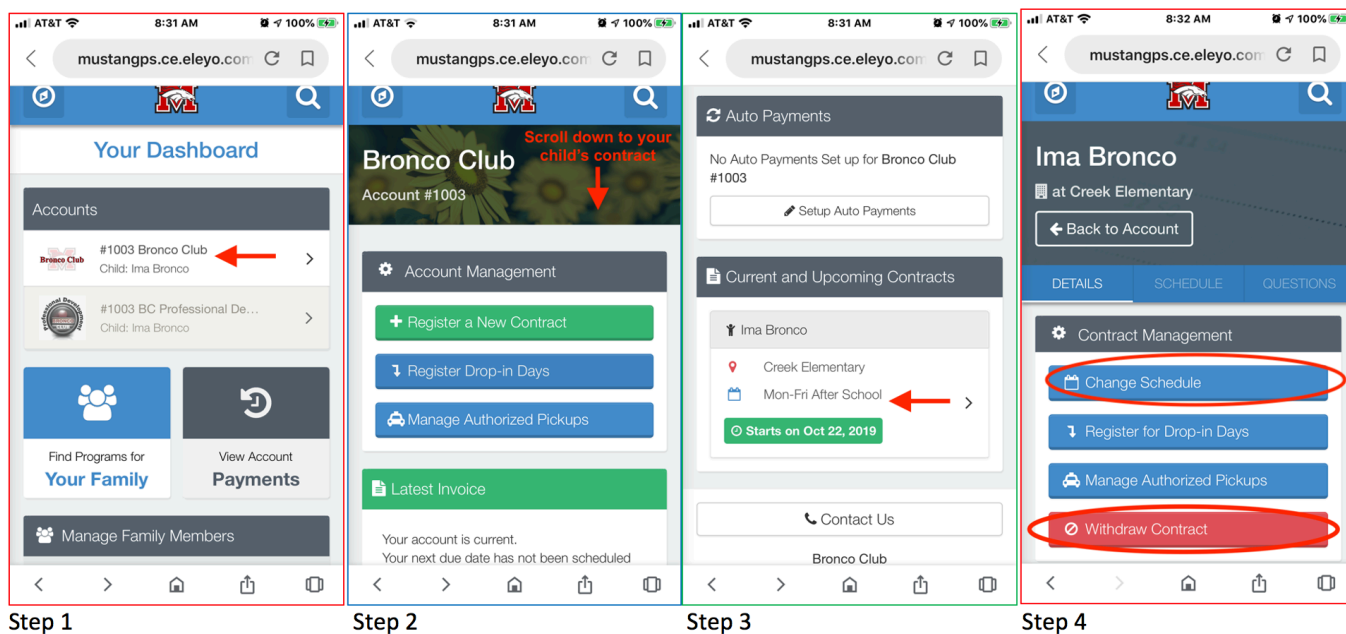 AT&T 8:31 AM 100%
mustangps.ce.eleyo.com
M
Your Dashboard
Accounts
Bronco Club
#1003 Bronco Club
Child: Ima Bronco
Professional Development
#1003 BC Professional De...
Child: Ima Bronco
Find Programs for
Your Family
View Account
Payments
Manage Family Members
Step 1
AT&T 8:31 AM 100%
mustangps.ce.eleyo.com
M
Scroll down to your
child's contract
Bronco Club
Account #1003
Account Management
Register a New Contract
Register Drop-in Days
Manage Authorized Pickups
Latest Invoice
Your account is current.
Your next due date has not been scheduled
Step 2
AT&T 8:31 AM 100%
mustangps.ce.eleyo.com
Auto Payments
No Auto Payments Set up for Bronco Club
#1003
Setup Auto Payments
Current and Upcoming Contracts
Ima Bronco
Creek Elementary
Mon-Fri After School
Starts on Oct 22, 2019
Contact Us
Bronco Club
Step 3
AT&T 8:32 AM 100%
mustangps.ce.eleyo.com
M
Ima Bronco
at Creek Elementary
Back to Account
DETAILS SCHEDULE QUESTIONS
Contract Management
Change Schedule
Register for Drop-in Days
Manage Authorized Pickups
Withdraw Contract
Step 4